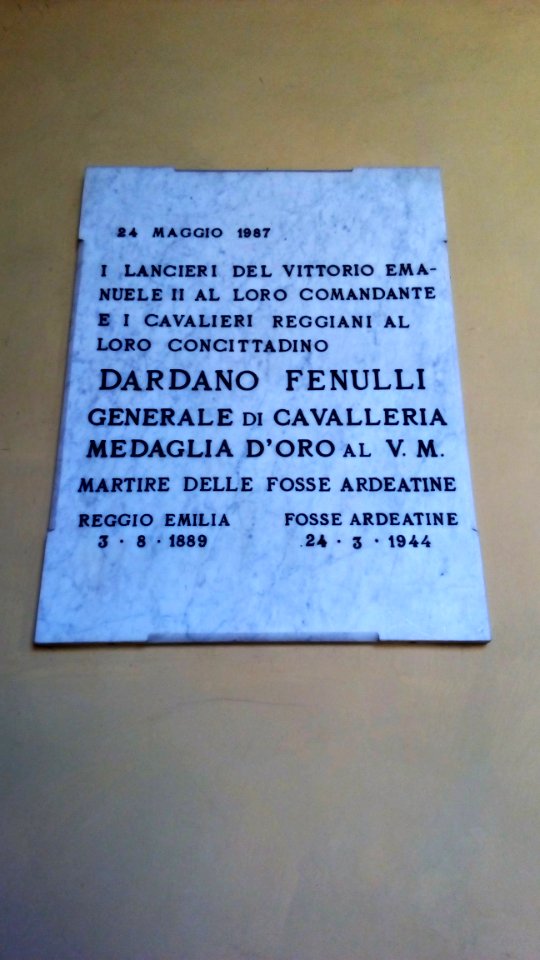 24 MAGGIO 1987
I LANCIERI DEL VITTORIO EMA-
NUELE II AL LORO COMANDANTE
E I CAVALIERI REGGIANI AL
LORO CONCITTADINO
DARDANO FENULLI
GENERALE DI CAVALLERIA
MEDAGLIA D'ORO AL V. M.
MARTIRE DELLE FOSSE ARDEATINE
REGGIO EMILIA FOSSE ARDEATINE
3 · 8 · 1889 24 · 3 · 1944